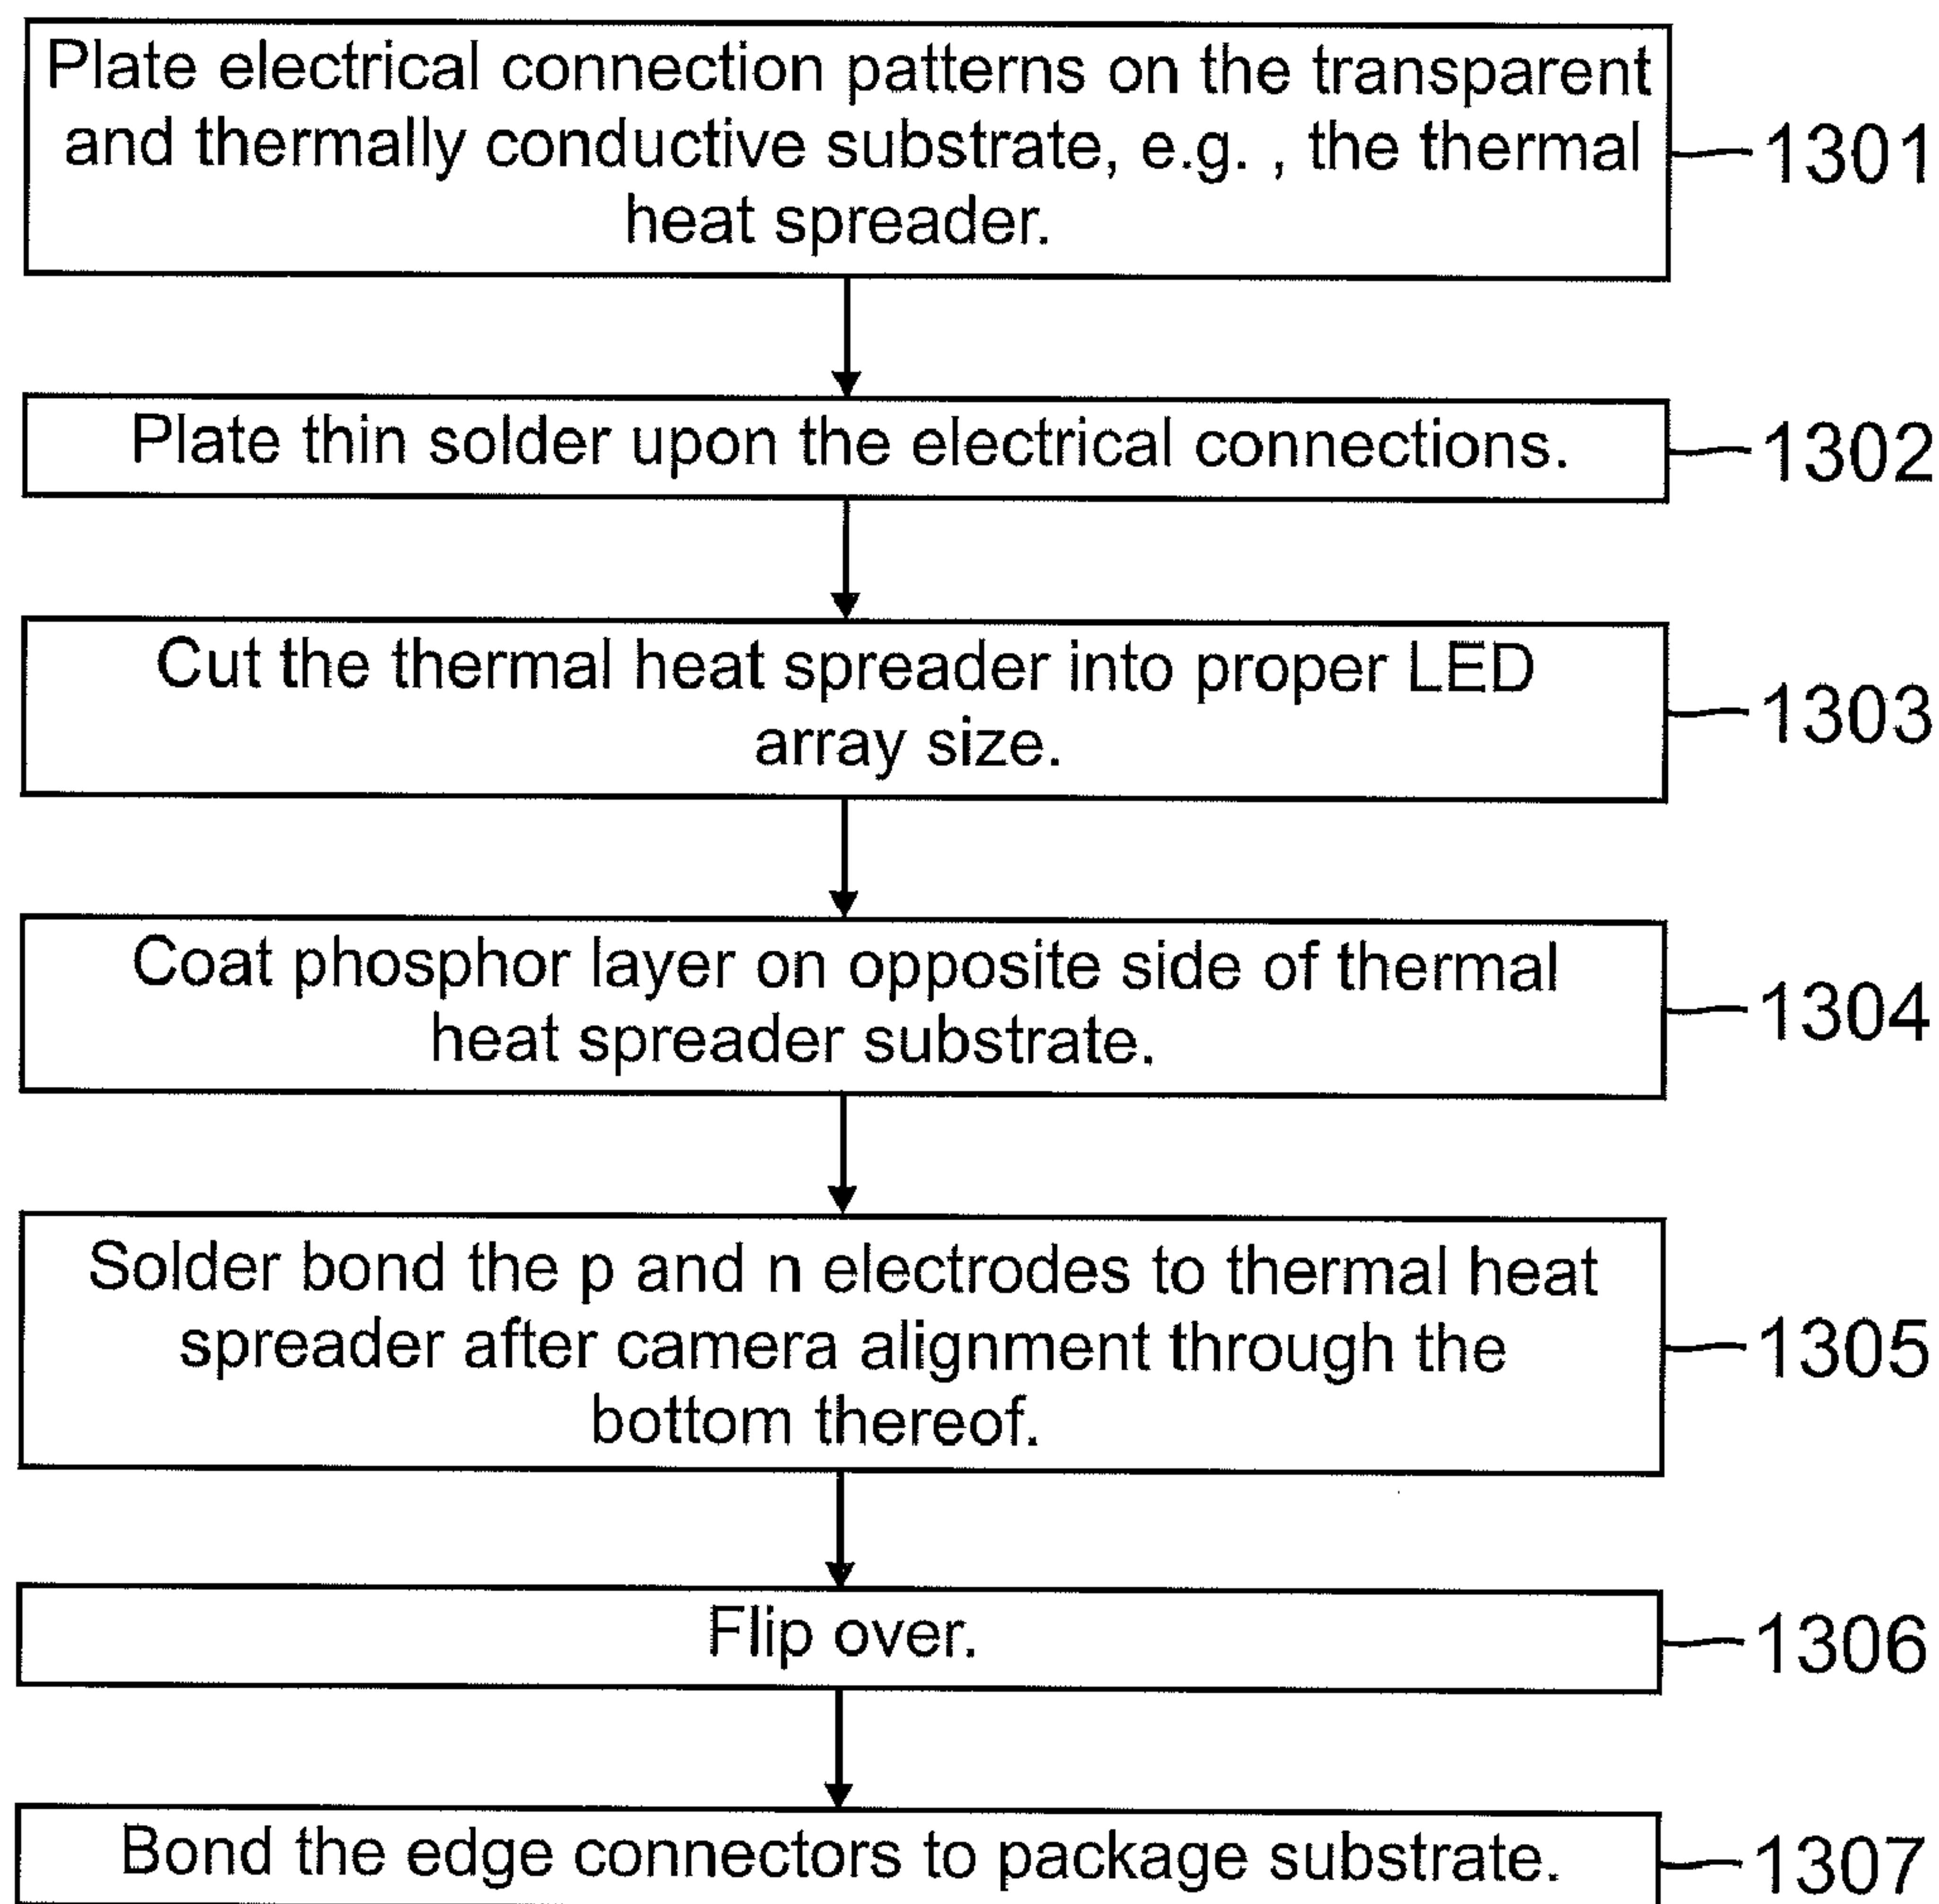 Plate electrical connection patterns on the transparent
and thermally conductive substrate, e.g. , the thermal
heat spreader.
1301
Plate thin solder upon the electrical connections.
1302
Cut the thermal heat spreader into proper LED
array size.
1303
Coat phosphor layer on opposite side of thermal
heat spreader substrate.
1304
Solder bond the p and n electrodes to thermal heat
spreader after camera alignment through the
bottom thereof.
1305
Flip over.
1306
Bond the edge connectors to package substrate.
1307